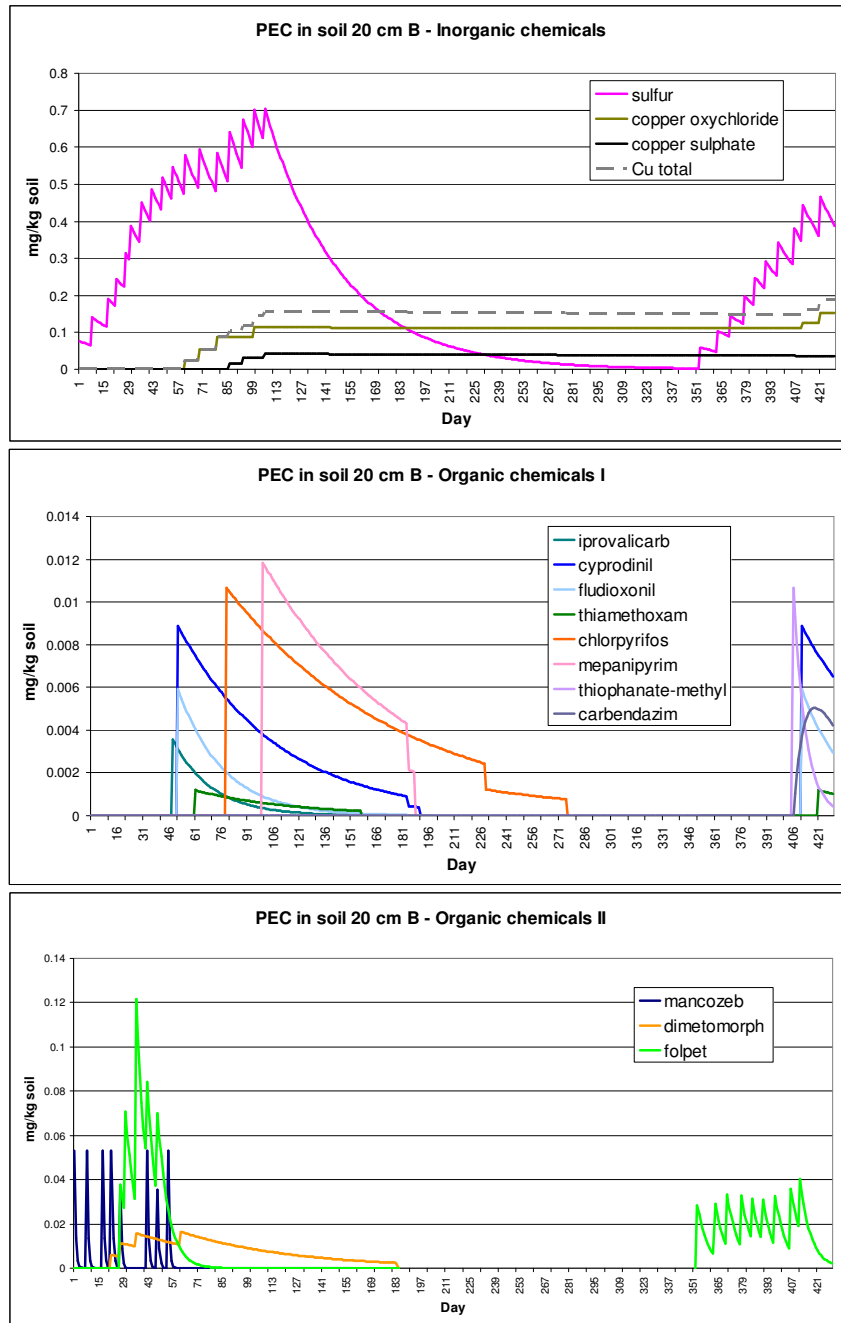 PEC in soil 20 cm B - Inorganic chemicals
0.8
0.7
0.6
0.5
0.4
0.3
0.2
0.1
0
mg/kg soil
sulfur
copper oxychloride
copper sulphate
Cu total
1 15 29 43 57 71 85 99 113 127 141 155 169 183 197 211 225 239 253 267 281 295 309 323 337 351 365 379 393 407 421
Day
PEC in soil 20 cm B - Organic chemicals I
0.014
0.012
0.01
0.008
0.006
0.004
0.002
0
mg/kg soil
iprovalicarb
cyprodinil
fludioxonil
thiamethoxam
chlorpyrifos
mepanipyrim
thiophanate-methyl
carbendazim
1 16 31 46 61 76 91 106 121 136 151 166 181 196 211 226 241 256 271 286 301 316 331 346 361 376 391 406 421
Day
PEC in soil 20 cm B - Organic chemicals II
0.14
0.12
0.1
0.08
0.06
0.04
0.02
0
mg/kg soil
mancozeb
dimetomorph
folpet
1 15 29 43 57 71 85 99 113 127 141 155 169 183 197 211 225 239 253 267 281 295 309 323 337 351 365 379 393 407 421
Day